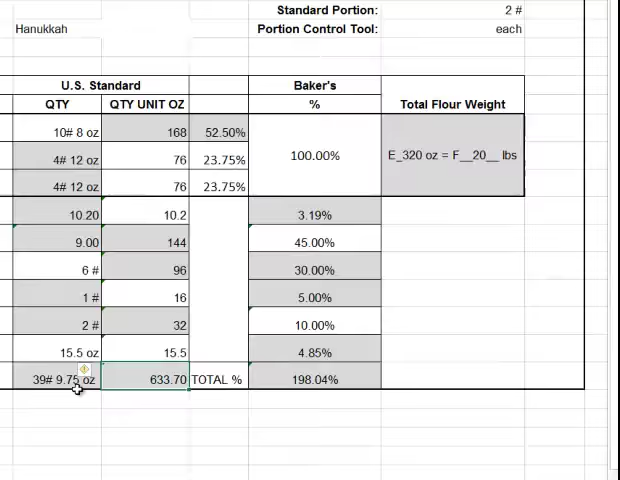 Standard Portion: 2 #
Hanukkah Portion Control Tool: each
U.S. Standard Baker's
QTY QTY UNIT OZ % Total Flour Weight
10# 8 oz 168 52.50%
4# 12 oz 76 23.75% 100.00% E_320 oz = F__20__ lbs
4# 12 oz 76 23.75%
10.20 10.2 3.19%
9.00 144 45.00%
6 # 96 30.00%
1 # 16 5.00%
2 # 32 10.00%
15.5 oz 15.5 4.85%
39# 9.75 oz 633.70 TOTAL % 198.04%